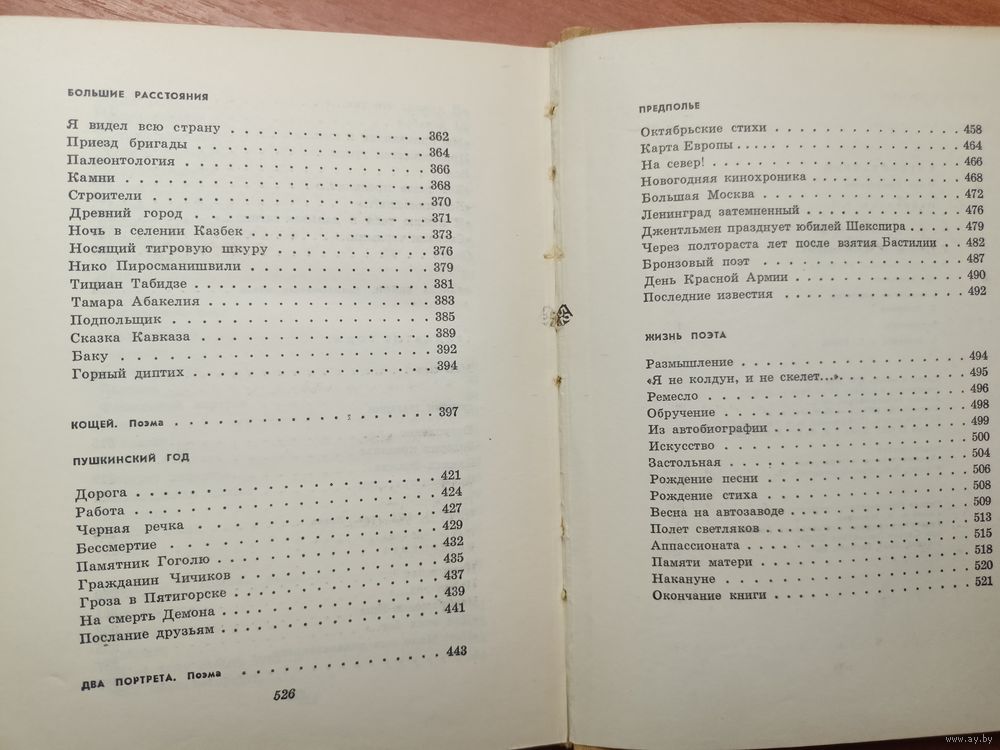 БОЛЬШИЕ РАССТОЯНИЯ
Я видел всю страну . . . . . . . . . . . . 362
Приезд бригады . . . . . . . . . . . . . 364
Палеонтология . . . . . . . . . . . . . . 366
Камни . . . . . . . . . . . . . . . . . 368
Строители . . . . . . . . . . . . . . . 370
Древний город . . . . . . . . . . . . . 371
Ночь в селении Казбек . . . . . . . . . . 373
Носящий тигровую шкуру . . . . . . . . . 376
Нико Пиросманишвили . . . . . . . . . . 379
Тициан Табидзе . . . . . . . . . . . . . 381
Тамара Абакелия . . . . . . . . . . . . 383
Подпольщик . . . . . . . . . . . . . . 385
Сказка Кавказа . . . . . . . . . . . . . 389
Баку . . . . . . . . . . . . . . . . . 392
Горный диптих . . . . . . . . . . . . . 394
КОЩЕЙ. Поэма . . . . . . . . . . . . . . 397
ПУШКИНСКИЙ ГОД
Дорога . . . . . . . . . . . . . . . . 421
Работа . . . . . . . . . . . . . . . . 424
Черная речка . . . . . . . . . . . . . 427
Бессмертие . . . . . . . . . . . . . . 429
Памятник Гоголю . . . . . . . . . . . . 432
Гражданин Чичиков . . . . . . . . . . . 435
Гроза в Пятигорске . . . . . . . . . . . 437
На смерть Демона . . . . . . . . . . . . 439
Послание друзьям . . . . . . . . . . . . 441
ДВА ПОРТРЕТА. Поэма . . . . . . . . . . . 443
526
ПРЕДПОЛЬЕ
Октябрьские стихи . . . . . . . . . . . . 458
Карта Европы . . . . . . . . . . . . . . 464
На север! . . . . . . . . . . . . . . . 466
Новогодняя кинохроника . . . . . . . . . 468
Большая Москва . . . . . . . . . . . . . 472
Ленинград затемненный . . . . . . . . . . 476
Джентльмен празднует юбилей Шекспира . . . . 479
Через полтораста лет после взятия Бастилии . . 482
Бронзовый поэт . . . . . . . . . . . . . 487
День Красной Армии . . . . . . . . . . . 490
Последние известия . . . . . . . . . . . 492
ЖИЗНЬ ПОЭТА
Размышление . . . . . . . . . . . . . . 494
«Я не колдун, и не скелет...» . . . . . . . . 495
Ремесло . . . . . . . . . . . . . . . . 496
Обручение . . . . . . . . . . . . . . . 498
Из автобиографии . . . . . . . . . . . . 499
Искусство . . . . . . . . . . . . . . . 500
Застольная . . . . . . . . . . . . . . . 504
Рождение песни . . . . . . . . . . . . . 506
Рождение стиха . . . . . . . . . . . . . 508
Весна на автозаводе . . . . . . . . . . . 509
Полет светляков . . . . . . . . . . . . . 513
Аппассионата . . . . . . . . . . . . . . 515
Памяти матери . . . . . . . . . . . . . 518
Накануне . . . . . . . . . . . . . . . . 520
Окончание книги . . . . . . . . . . . . . 521
www.ay.by